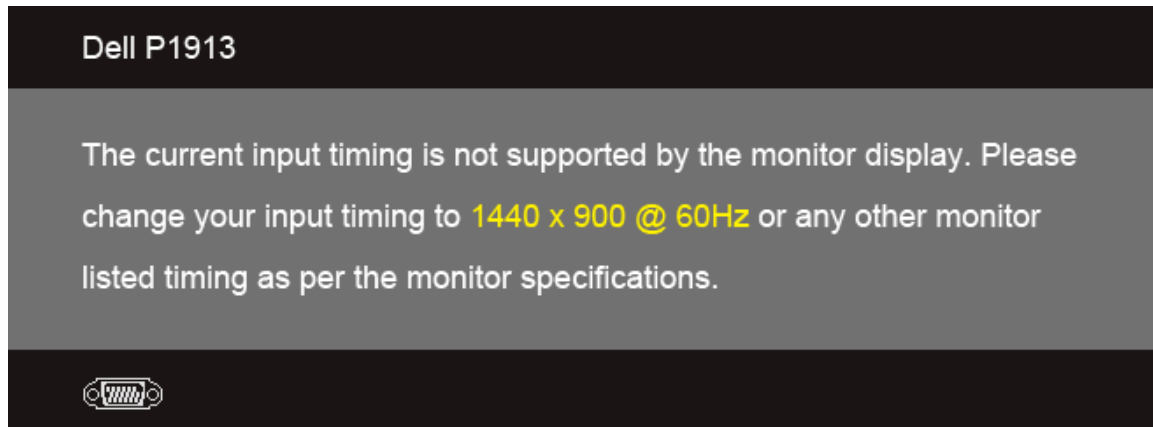 Dell P1913
The current input timing is not supported by the monitor display. Please
change your input timing to 1440 x 900 @ 60Hz or any other monitor
listed timing as per the monitor specifications.